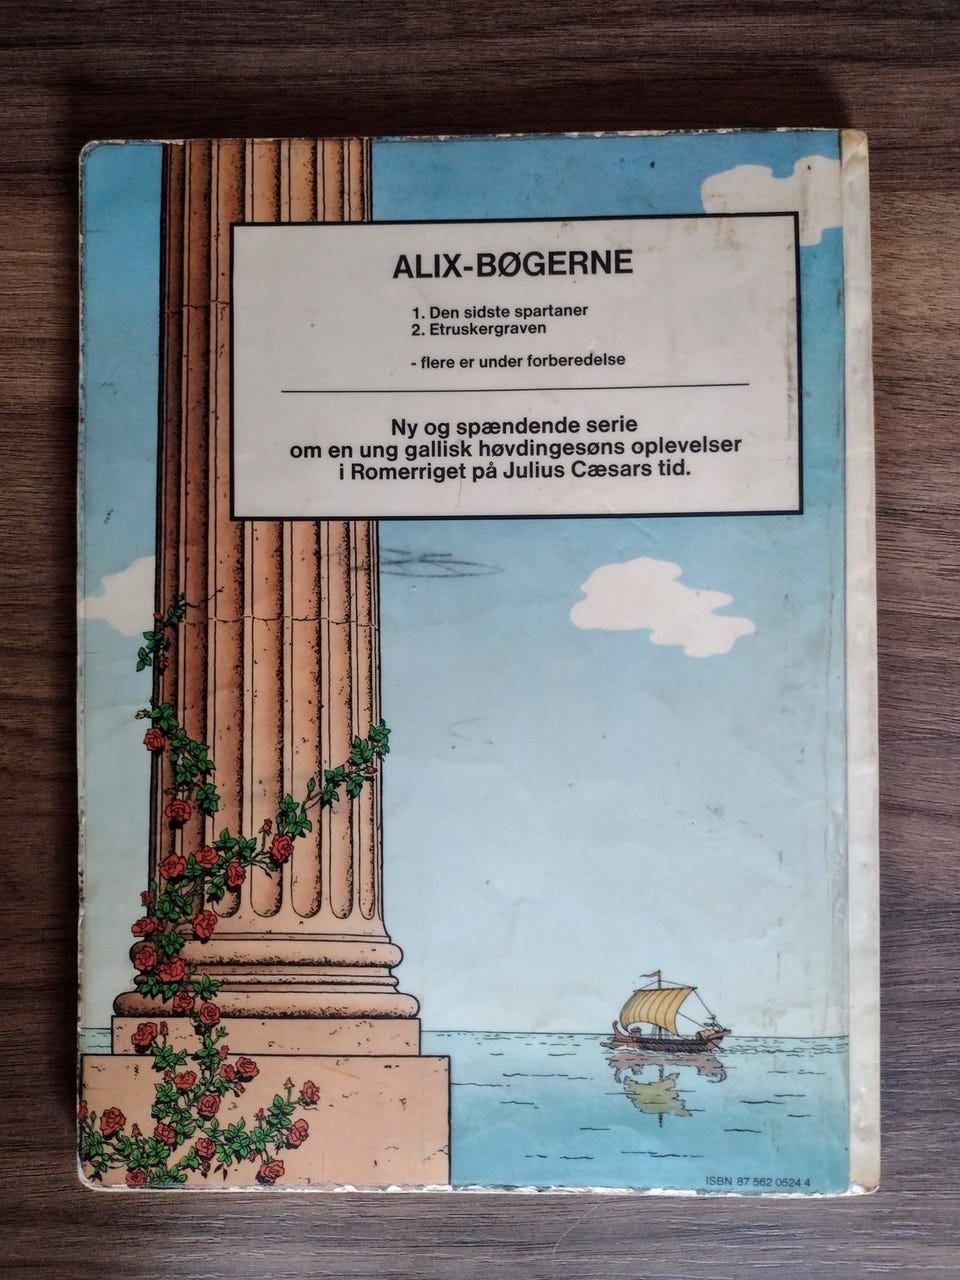 ALIX-BØGERNE
1. Den sidste spartaner
2. Etruskergraven
- flere er under forberedelse
Ny og spændende serie
om en ung gallisk høvdingesøns oplevelser
i Romerriget på Julius Cæsars tid.
ISBN 87 562 0524 4